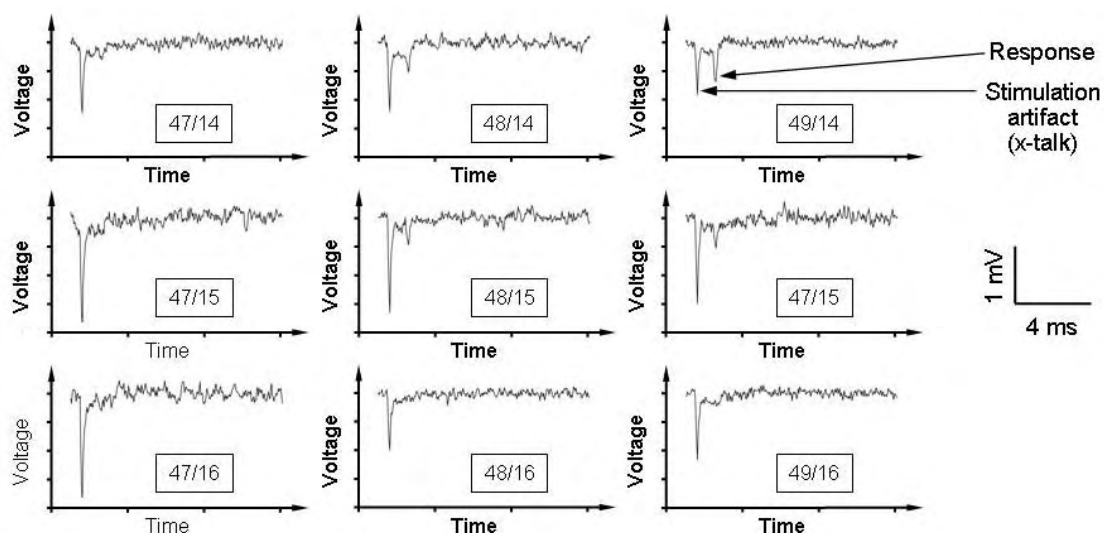 Voltage
47/14
Time
Voltage
48/14
Time
Voltage
49/14
Time
Response
Stimulation
artifact
(x-talk)
Voltage
47/15
Time
Voltage
48/15
Time
Voltage
47/15
Time
1 mV
4 ms
Voltage
47/16
Time
Voltage
48/16
Time
Voltage
49/16
Time